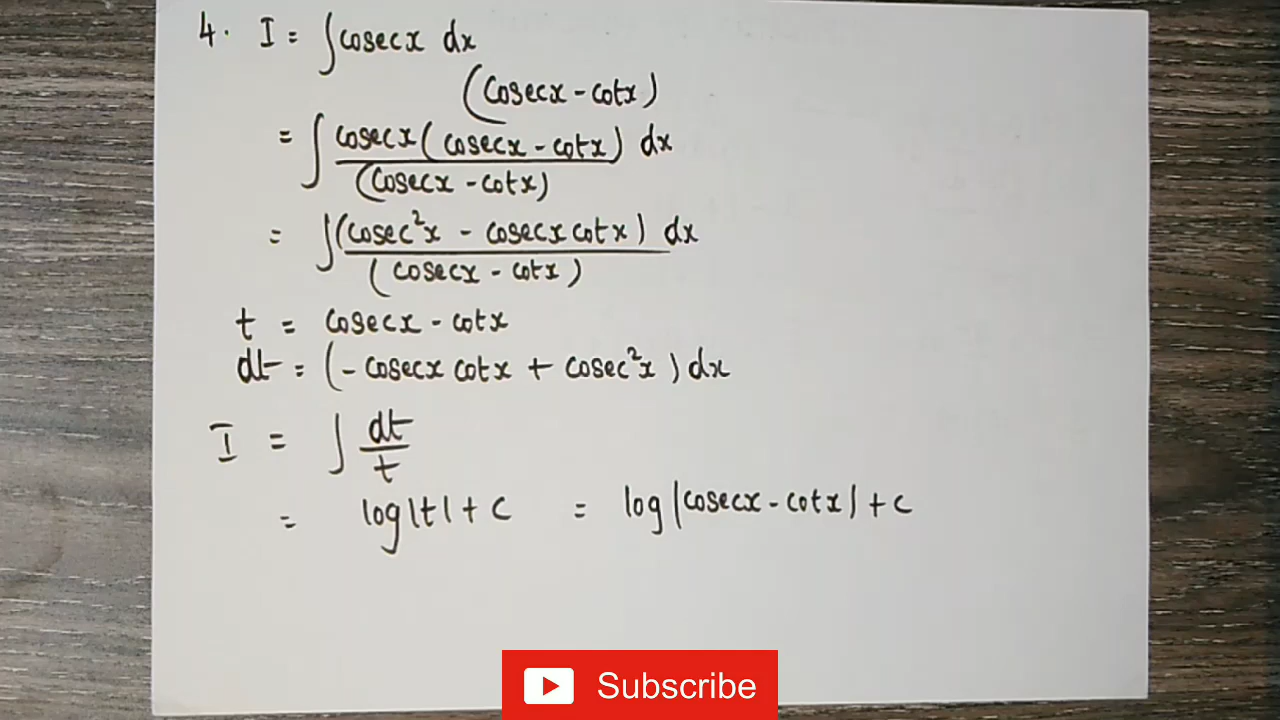 4. I = ∫cosecx dx
(cosecx - cotx)
= ∫ cosecx(cosecx - cotx) dx
(cosecx - cotx)
= ∫(cosec²x - cosecx cotx) dx
(cosecx - cotx)
t = cosecx - cotx
dt = (- cosecx cotx + cosec²x) dx
I = ∫ dt
t
= log|t| + c = log|cosecx - cotx| + c
Subscribe